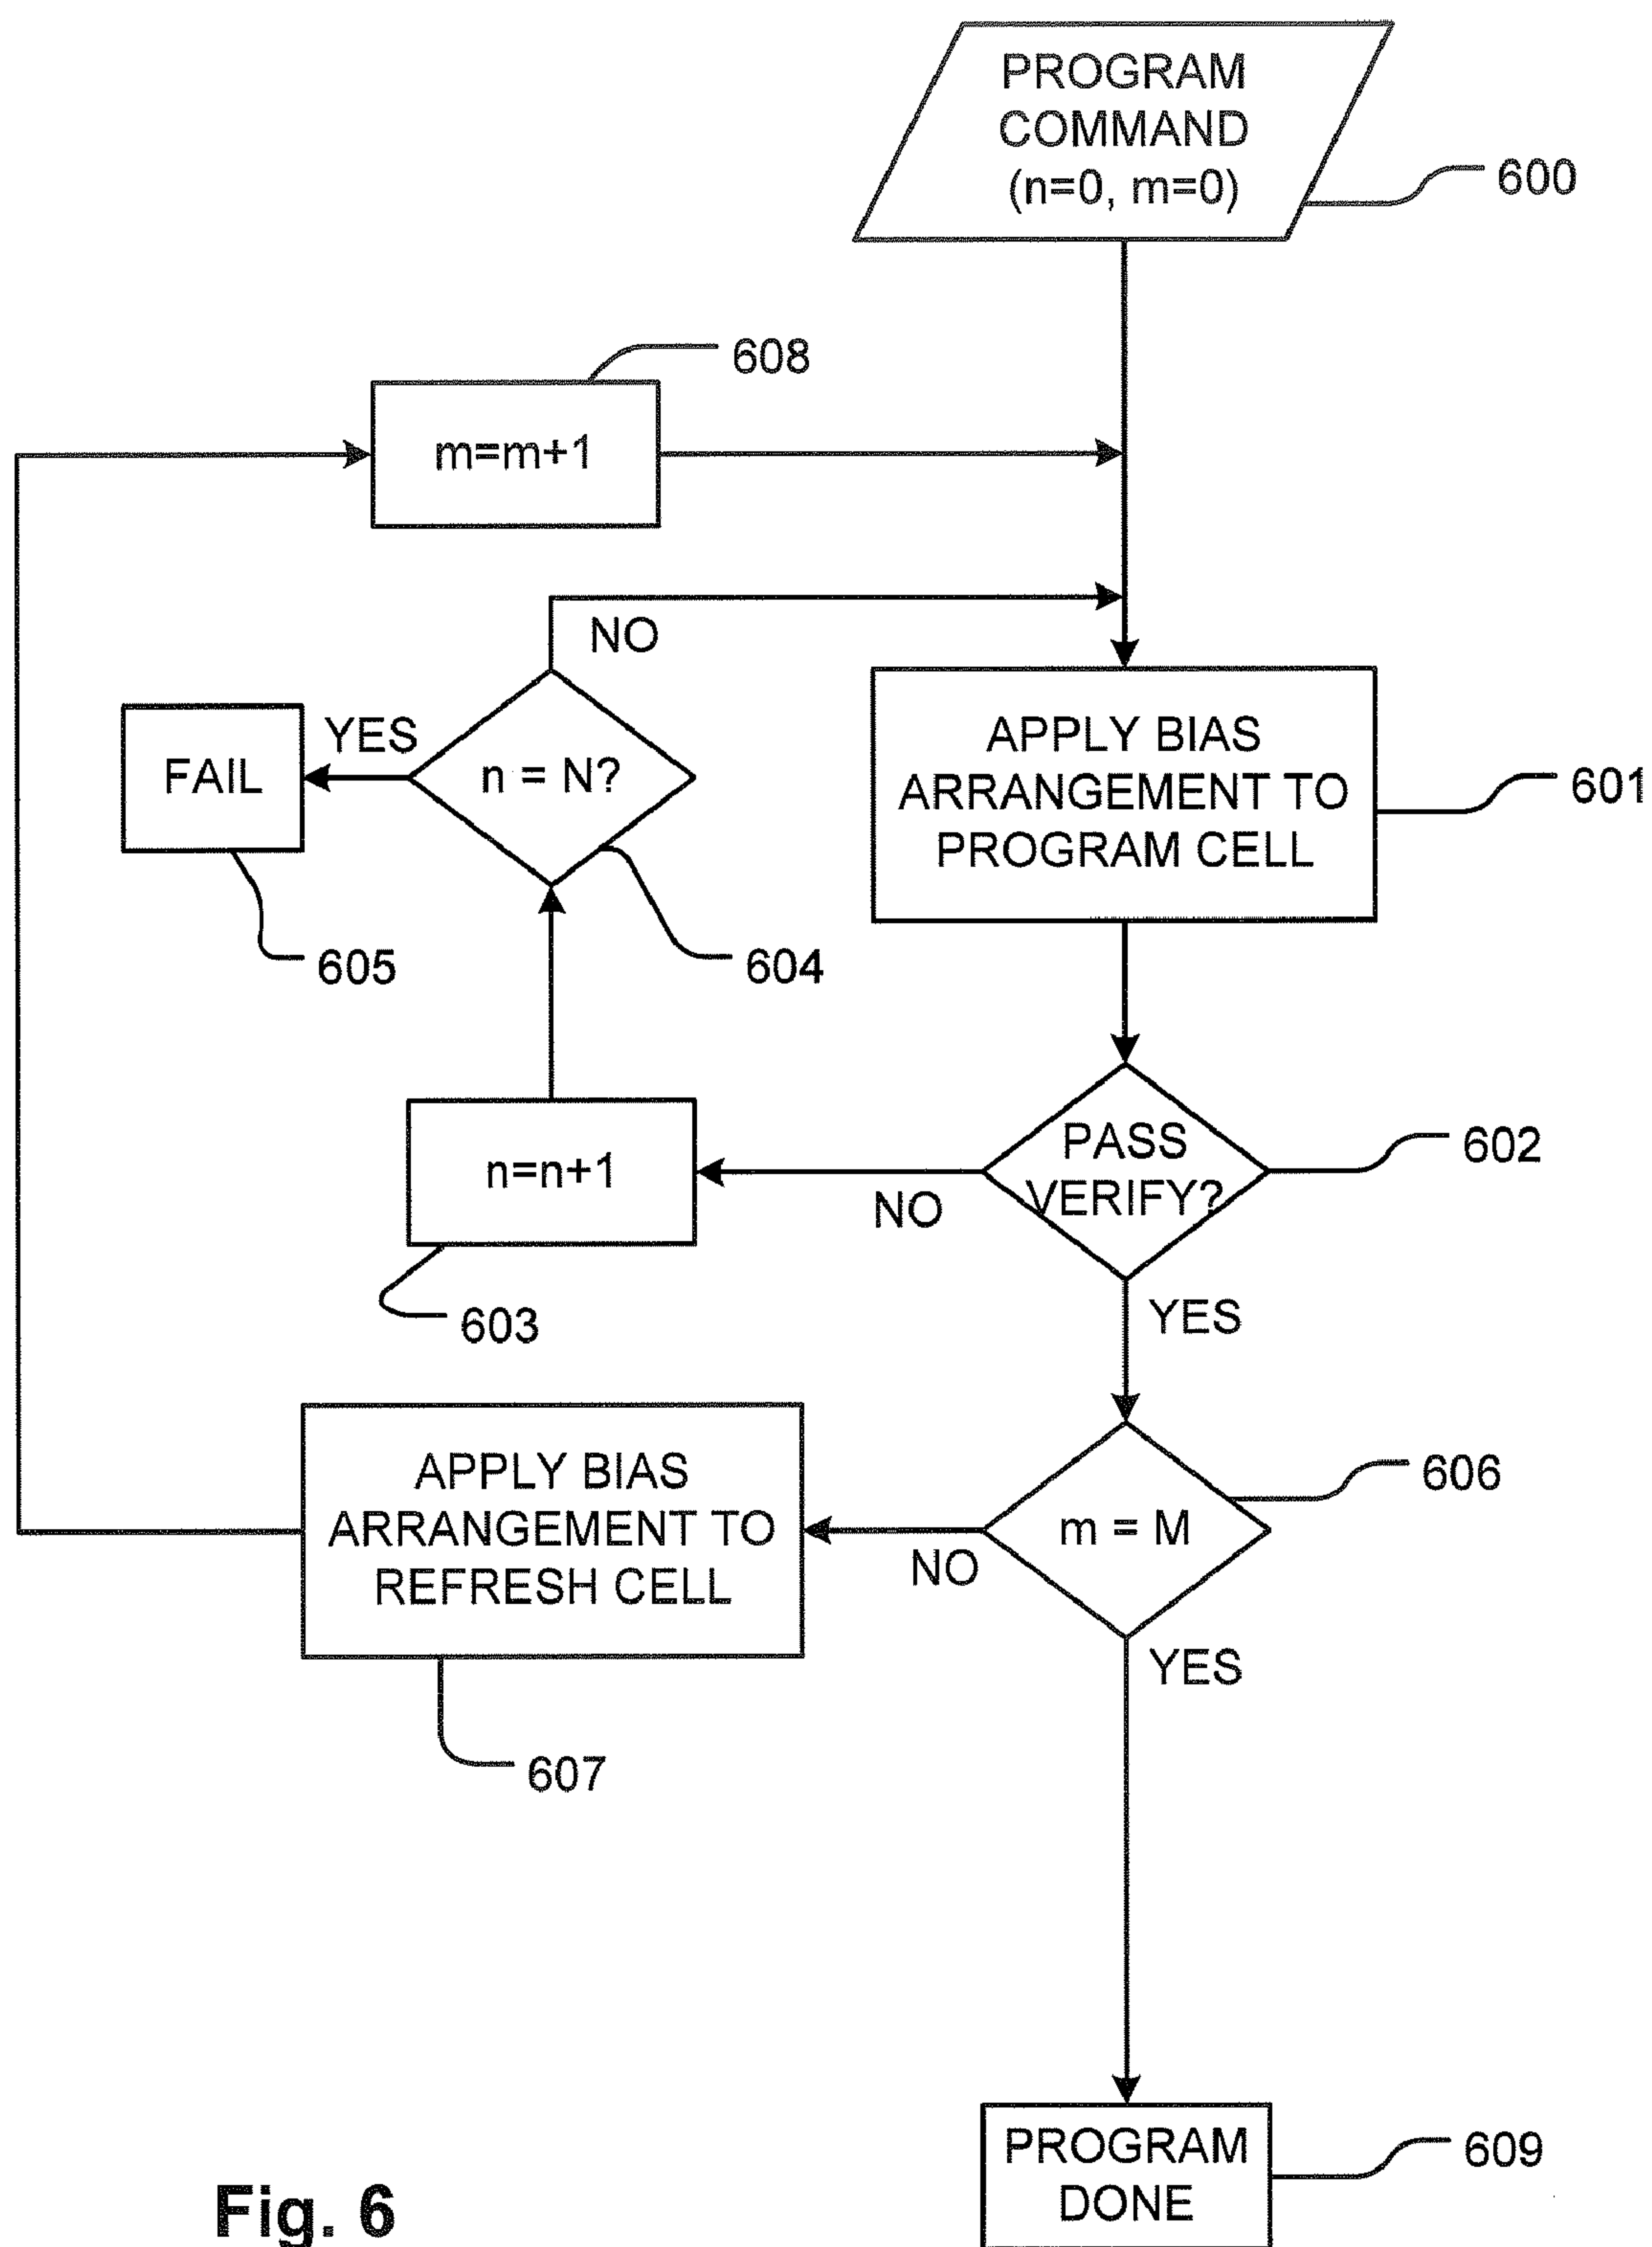 PROGRAM
COMMAND
(n=0, m=0)
600
608
m=m+1
NO
YES
FAIL
n = N?
APPLY BIAS
ARRANGEMENT TO
PROGRAM CELL
601
605
604
n=n+1
NO
PASS
VERIFY?
602
603
YES
APPLY BIAS
ARRANGEMENT TO
REFRESH CELL
NO
m = M
606
YES
607
PROGRAM
DONE
609
Fig. 6